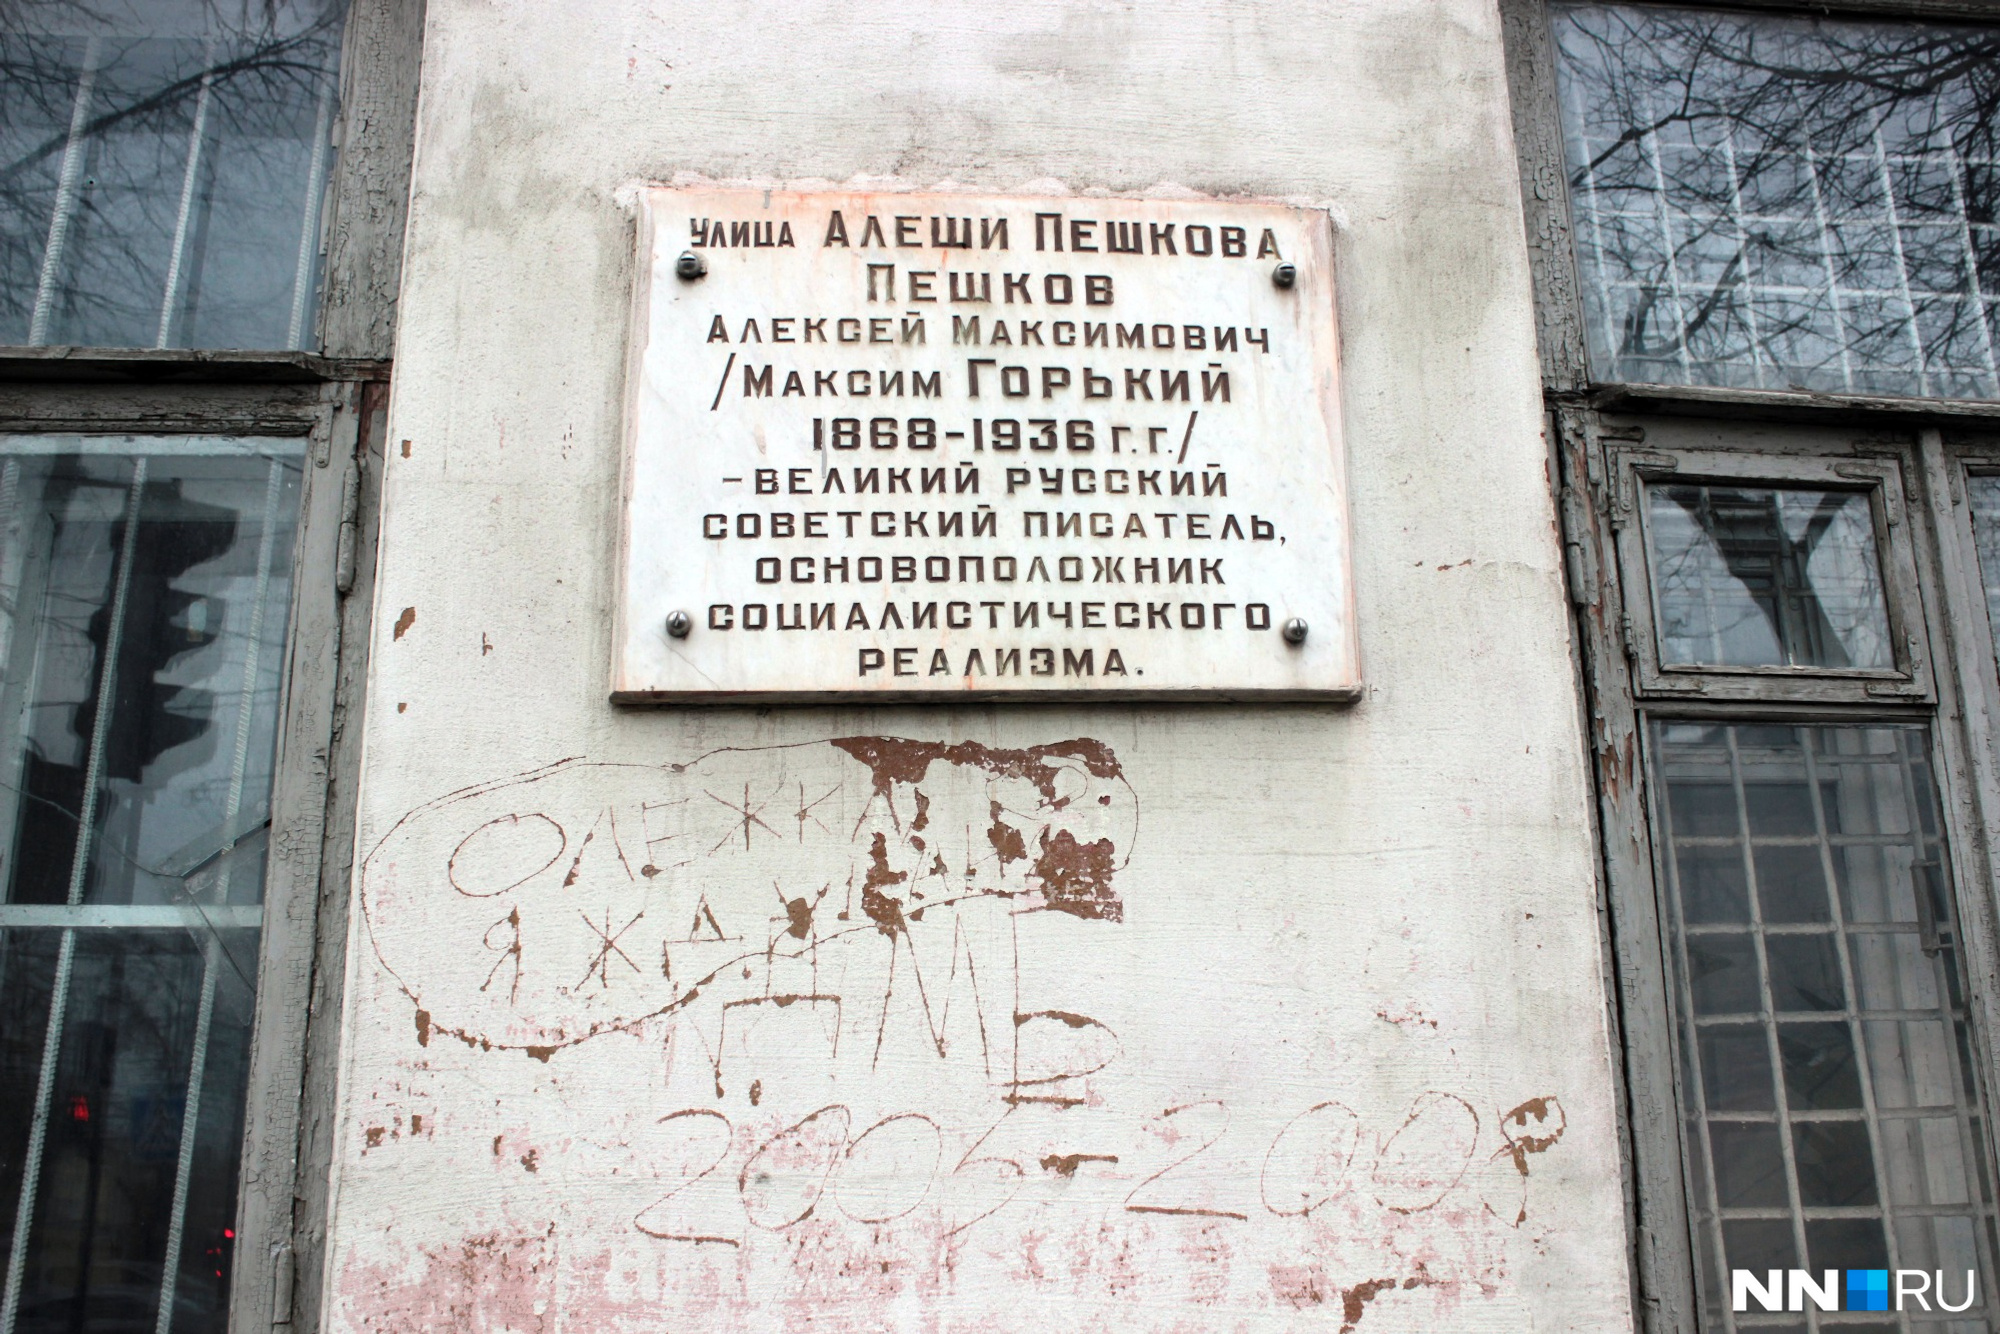 улица Алеши Пешкова
Пешков
Алексей Максимович
/Максим Горький
1868-1936 г.г./
-великий русский
советский писатель,
основоположник
социалистического
реализма.
ОЛЕЖКА
Я ЖДУ
2006-2008
NN RU